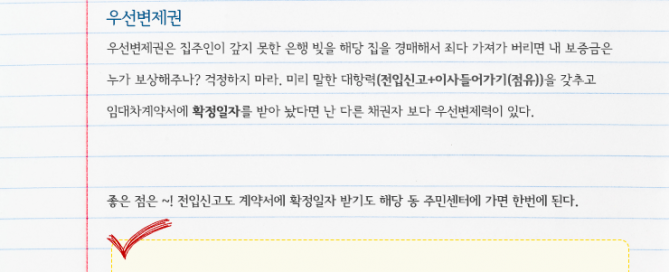 우선변제권
우선변제권은 집주인이 갚지 못한 은행 빚을 해당 집을 경매해서 죄다 가져가 버리면 내 보증금은
누가 보상해주나? 걱정하지 마라. 미리 말한 대항력(전입신고+이사들어가기(점유))을 갖추고
임대차계약서에 확정일자를 받아 놨다면 난 다른 채권자 보다 우선변제력이 있다.
좋은 점은 ~! 전입신고도 계약서에 확정일자 받기도 해당 동 주민센터에 가면 한번에 된다.